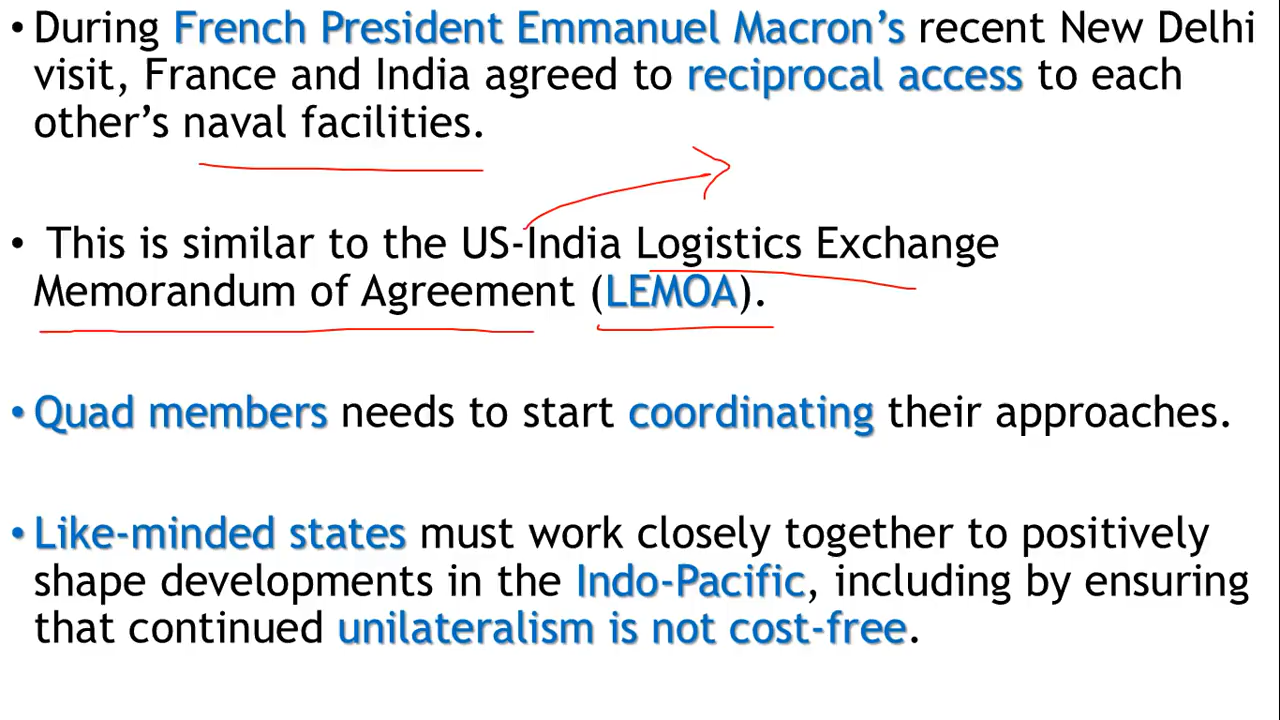 • During French President Emmanuel Macron’s recent New Delhi
visit, France and India agreed to reciprocal access to each
other’s naval facilities.
• This is similar to the US-India Logistics Exchange
Memorandum of Agreement (LEMOA).
• Quad members needs to start coordinating their approaches.
• Like-minded states must work closely together to positively
shape developments in the Indo-Pacific, including by ensuring
that continued unilateralism is not cost-free.